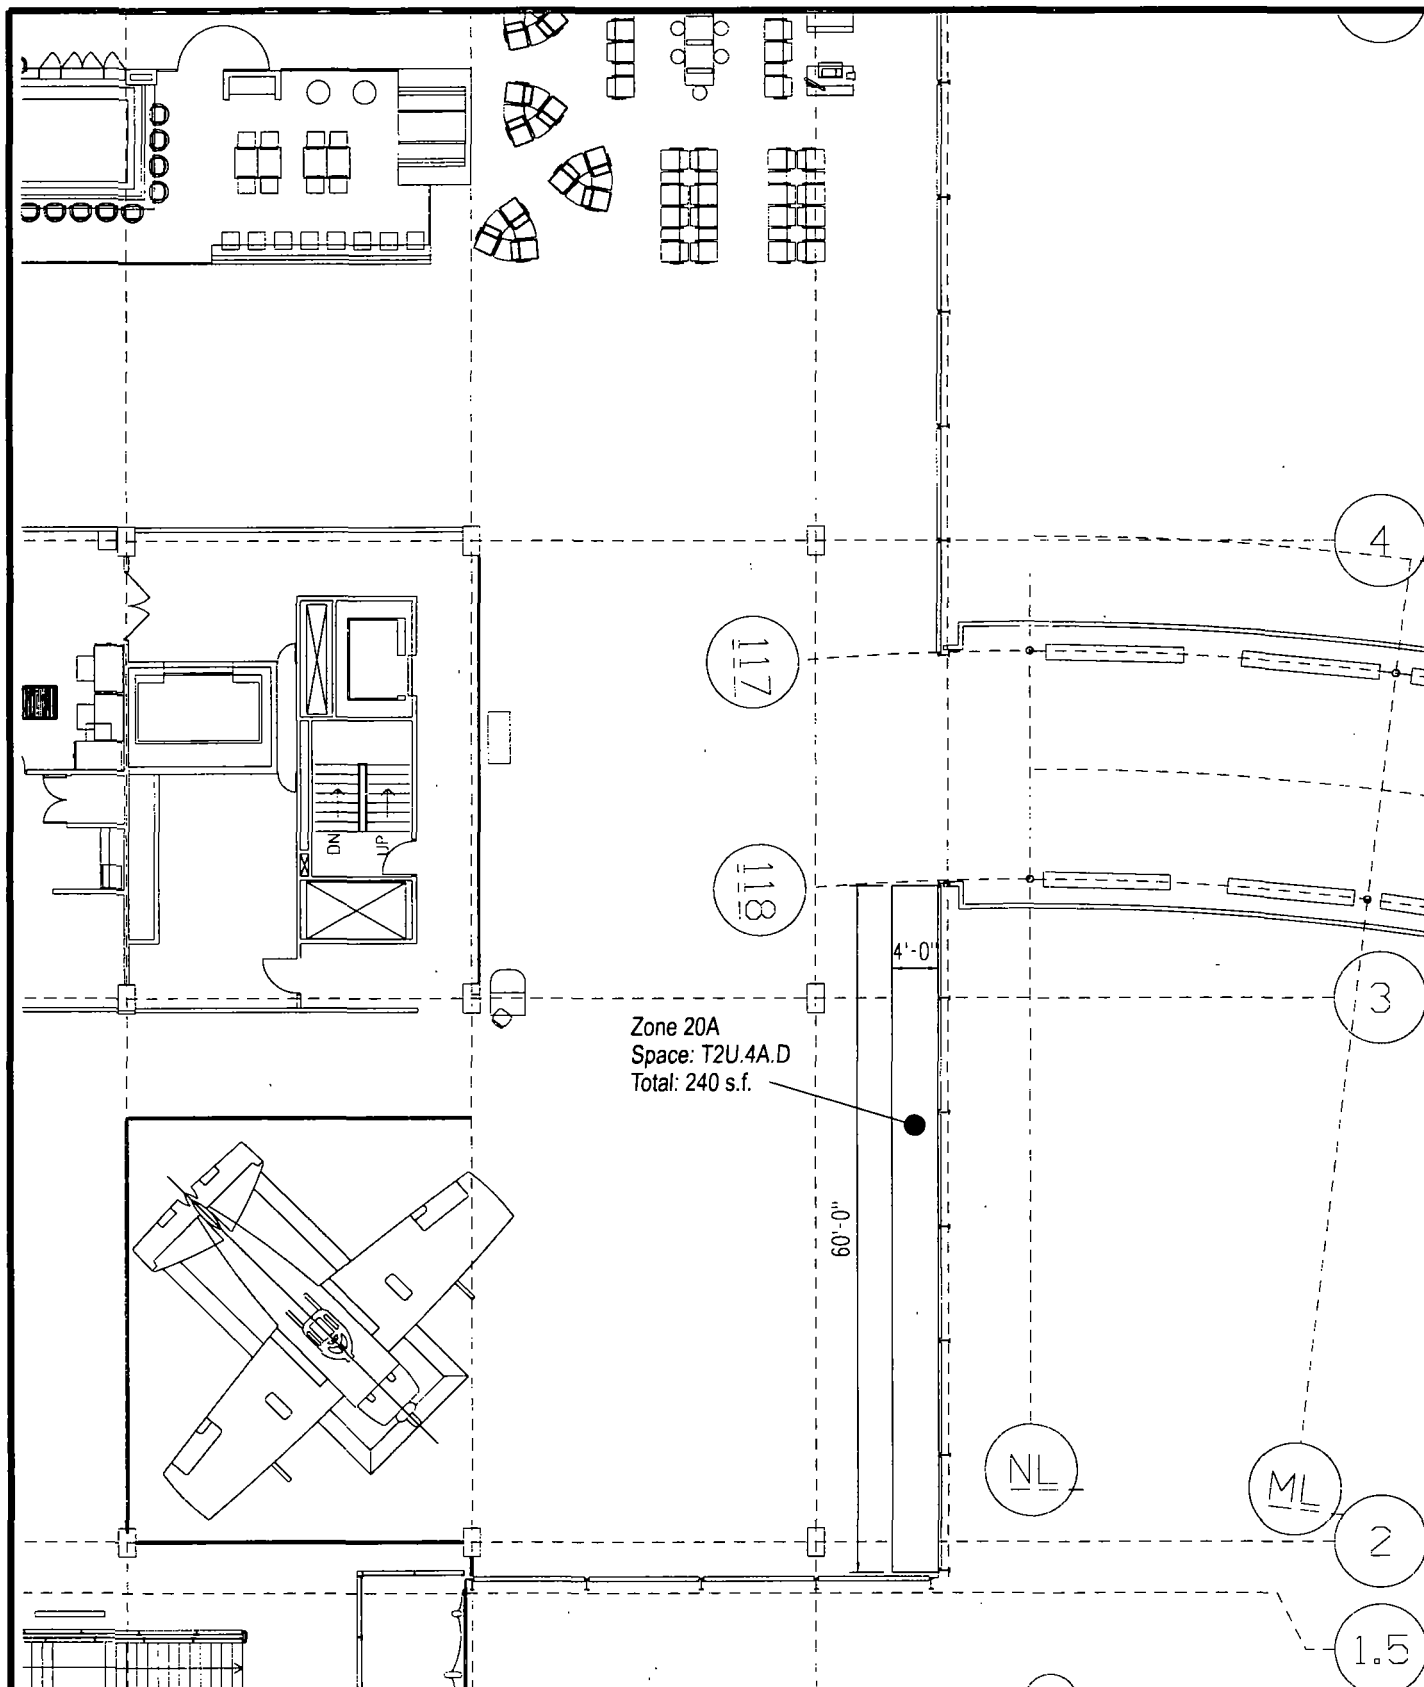 4
117
DN
UP
118
4'-0"
3
Zone 20A
Space: T2U.4A.D
Total: 240 s.f.
60'-0"
NL
ML
2
1.5